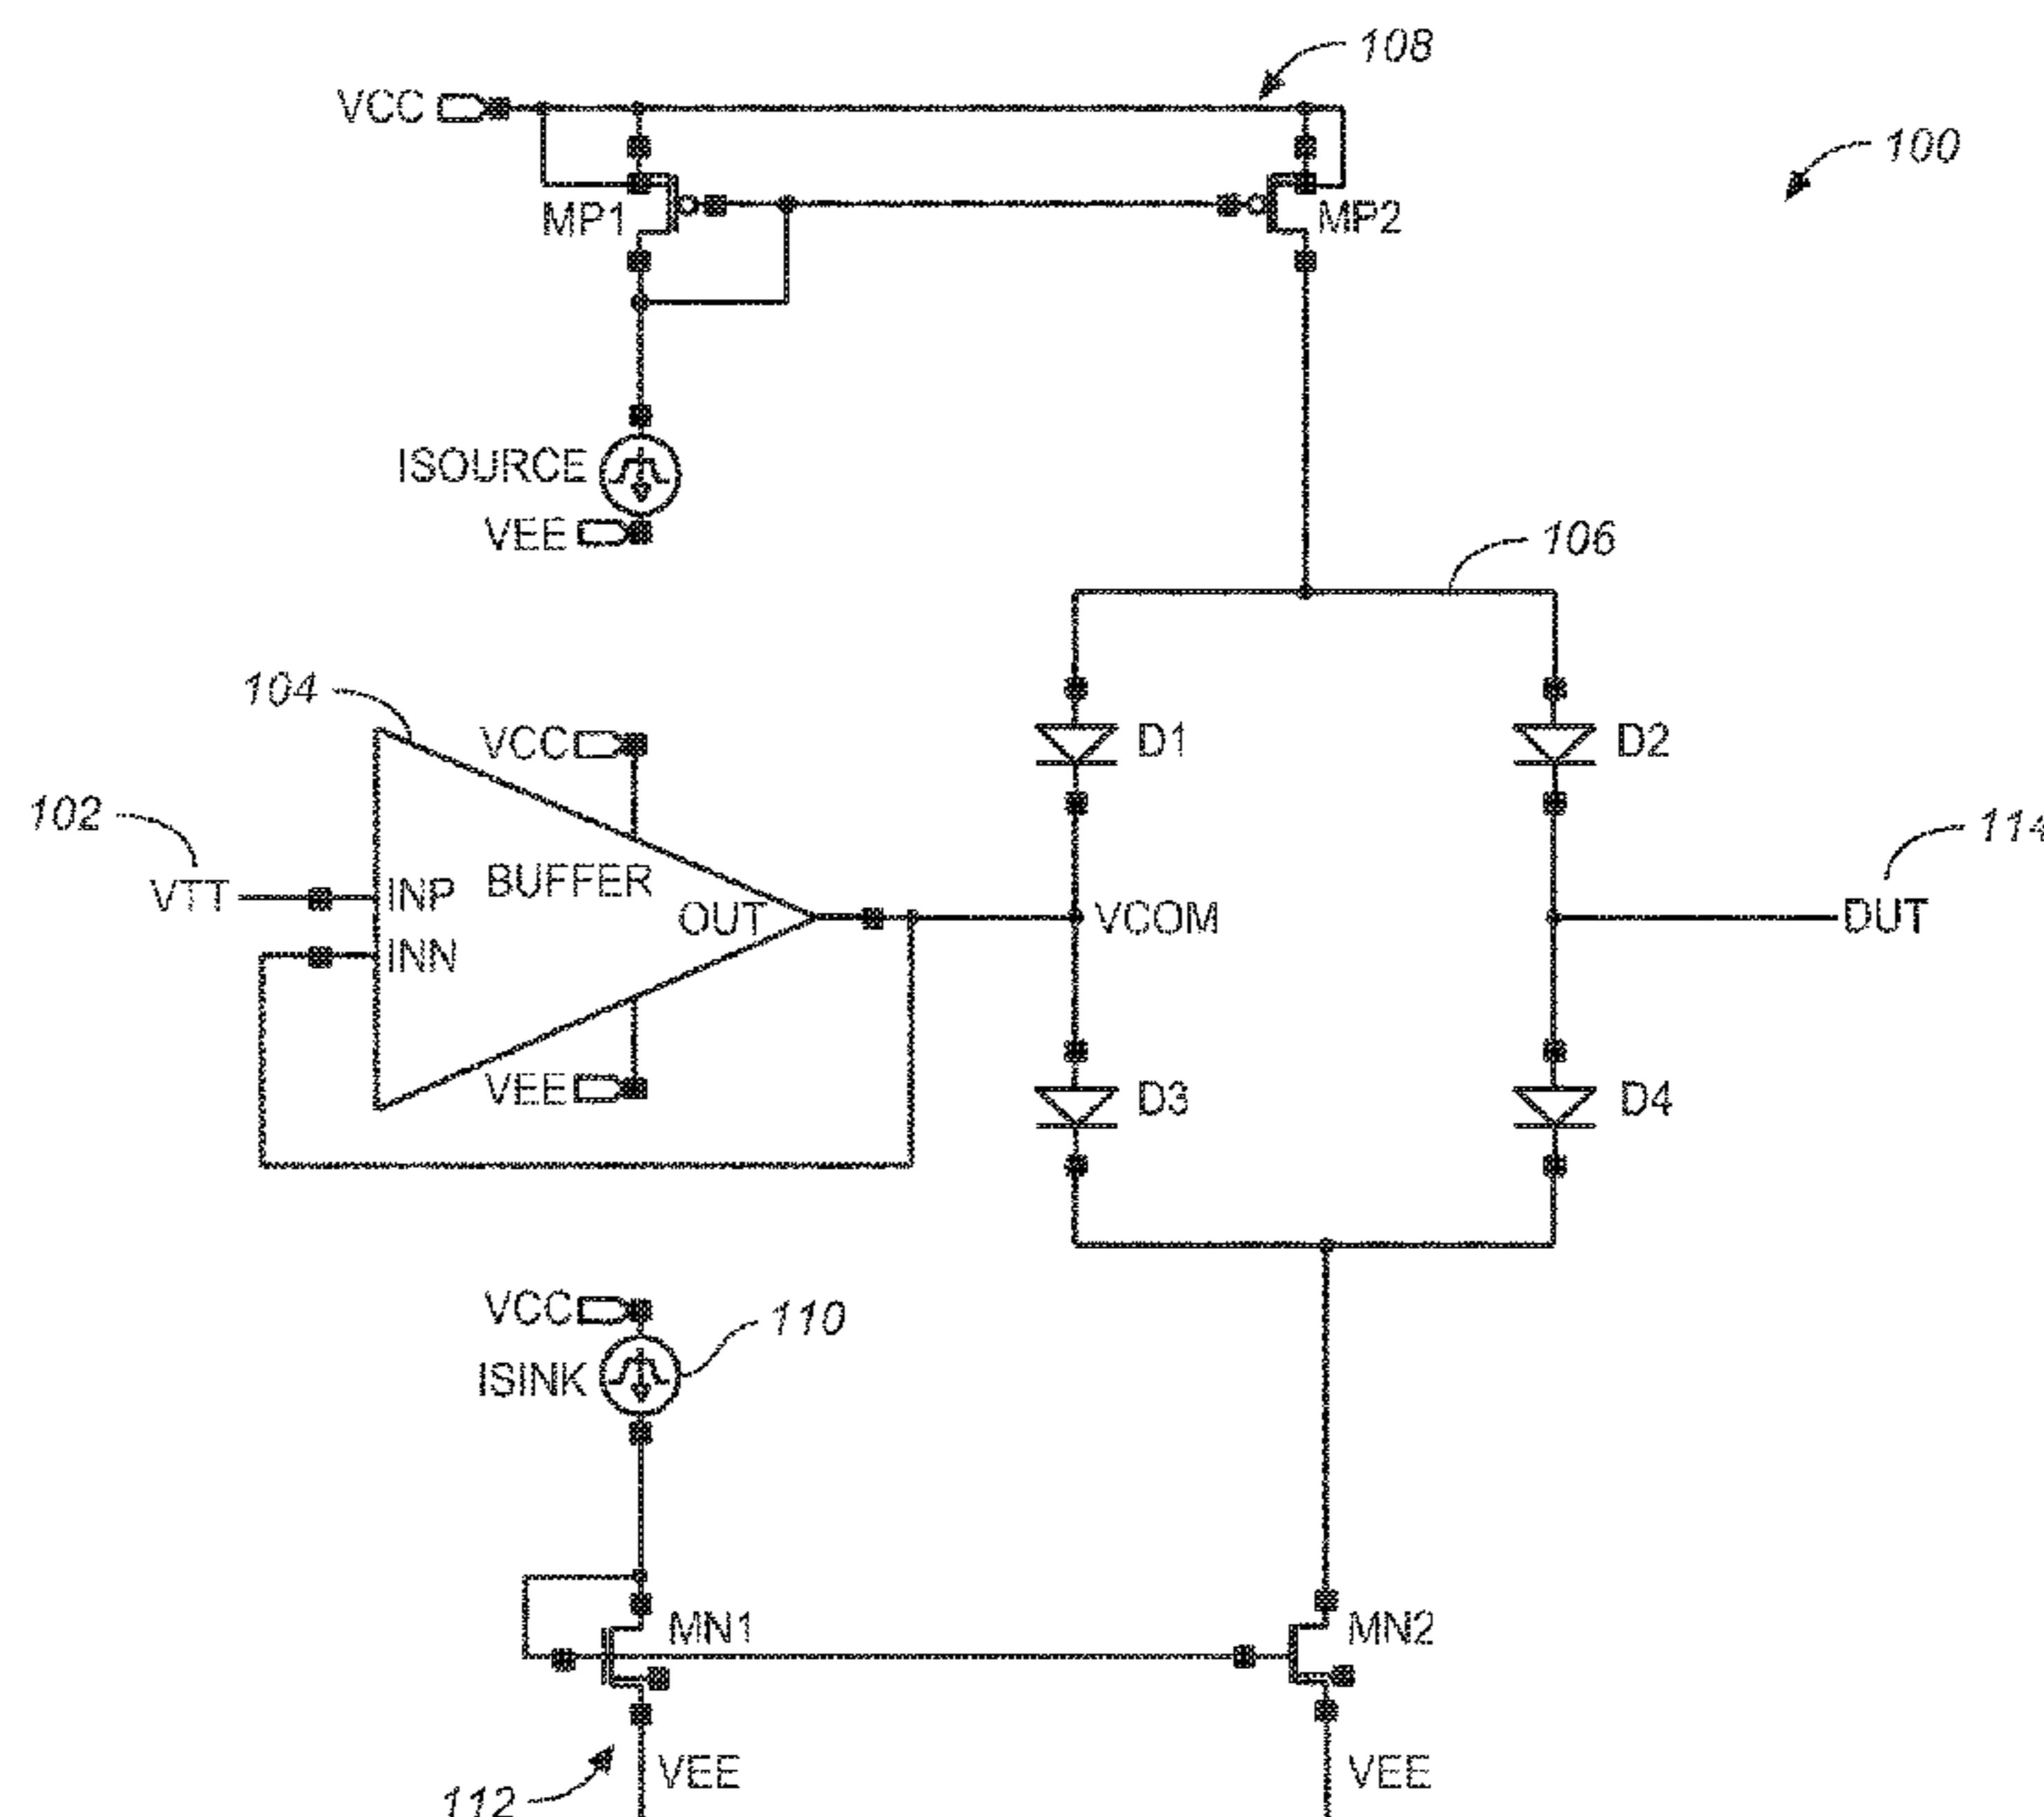 108
VCC
100
MP1
MP2
ISOURCE
VEE
106
104
VCC
D1
D2
102
114
VTT
INP
BUFFER
OUT
VCOM
DUT
INN
VEE
D3
D4
VCC
110
ISINK
MN1
MN2
VEE
VEE
112